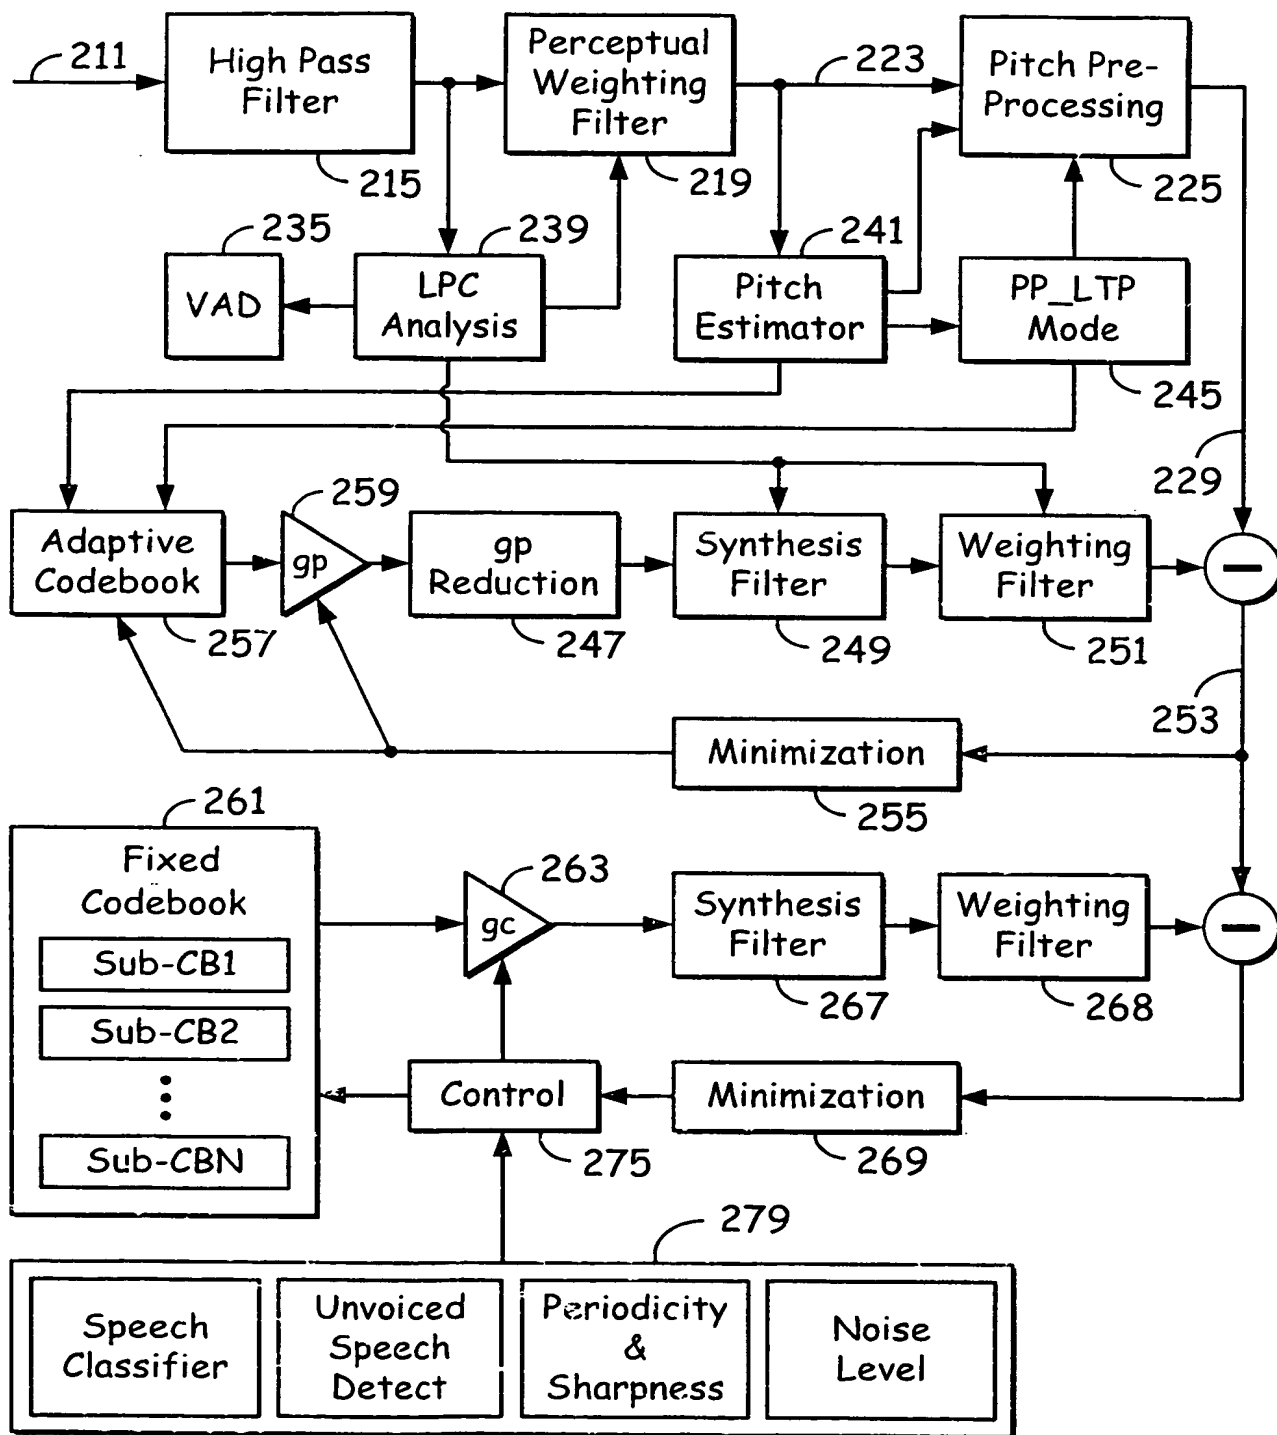 211
High Pass
Filter
215
Perceptual
Weighting
Filter
219
223
Pitch Pre-
Processing
225
235
VAD
239
LPC
Analysis
241
Pitch
Estimator
PP_LTP
Mode
245
229
Adaptive
Codebook
257
259
gp
gp
Reduction
247
Synthesis
Filter
249
Weighting
Filter
251
253
Minimization
255
261
Fixed
Codebook
Sub-CB1
Sub-CB2
Sub-CBN
263
gc
Synthesis
Filter
267
Weighting
Filter
268
Control
275
Minimization
269
279
Speech
Classifier
Unvoiced
Speech
Detect
Periodicity
&
Sharpness
Noise
Level